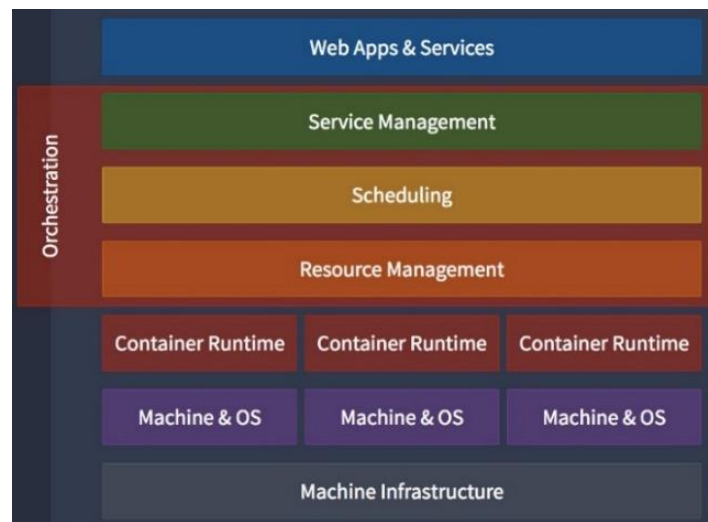 Web Apps & Services
Orchestration
Service Management
Scheduling
Resource Management
Container Runtime
Container Runtime
Container Runtime
Machine & OS
Machine & OS
Machine & OS
Machine Infrastructure